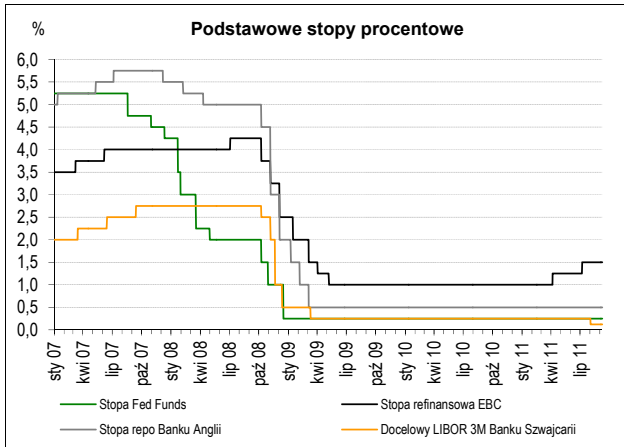 Podstawowe stopy procentowe
%
6,0
5,5
5,0
4,5
4,0
3,5
3,0
2,5
2,0
1,5
1,0
0,5
0,0
sty 07
kwi 07
lip 07
paź 07
sty 08
kwi 08
lip 08
paź 08
sty 09
kwi 09
lip 09
paź 09
sty 10
kwi 10
lip 10
paź 10
sty 11
kwi 11
lip 11
Stopa Fed Funds
Stopa refinansowa EBC
Stopa repo Banku Anglii
Docelowy LIBOR 3M Banku Szwajcarii